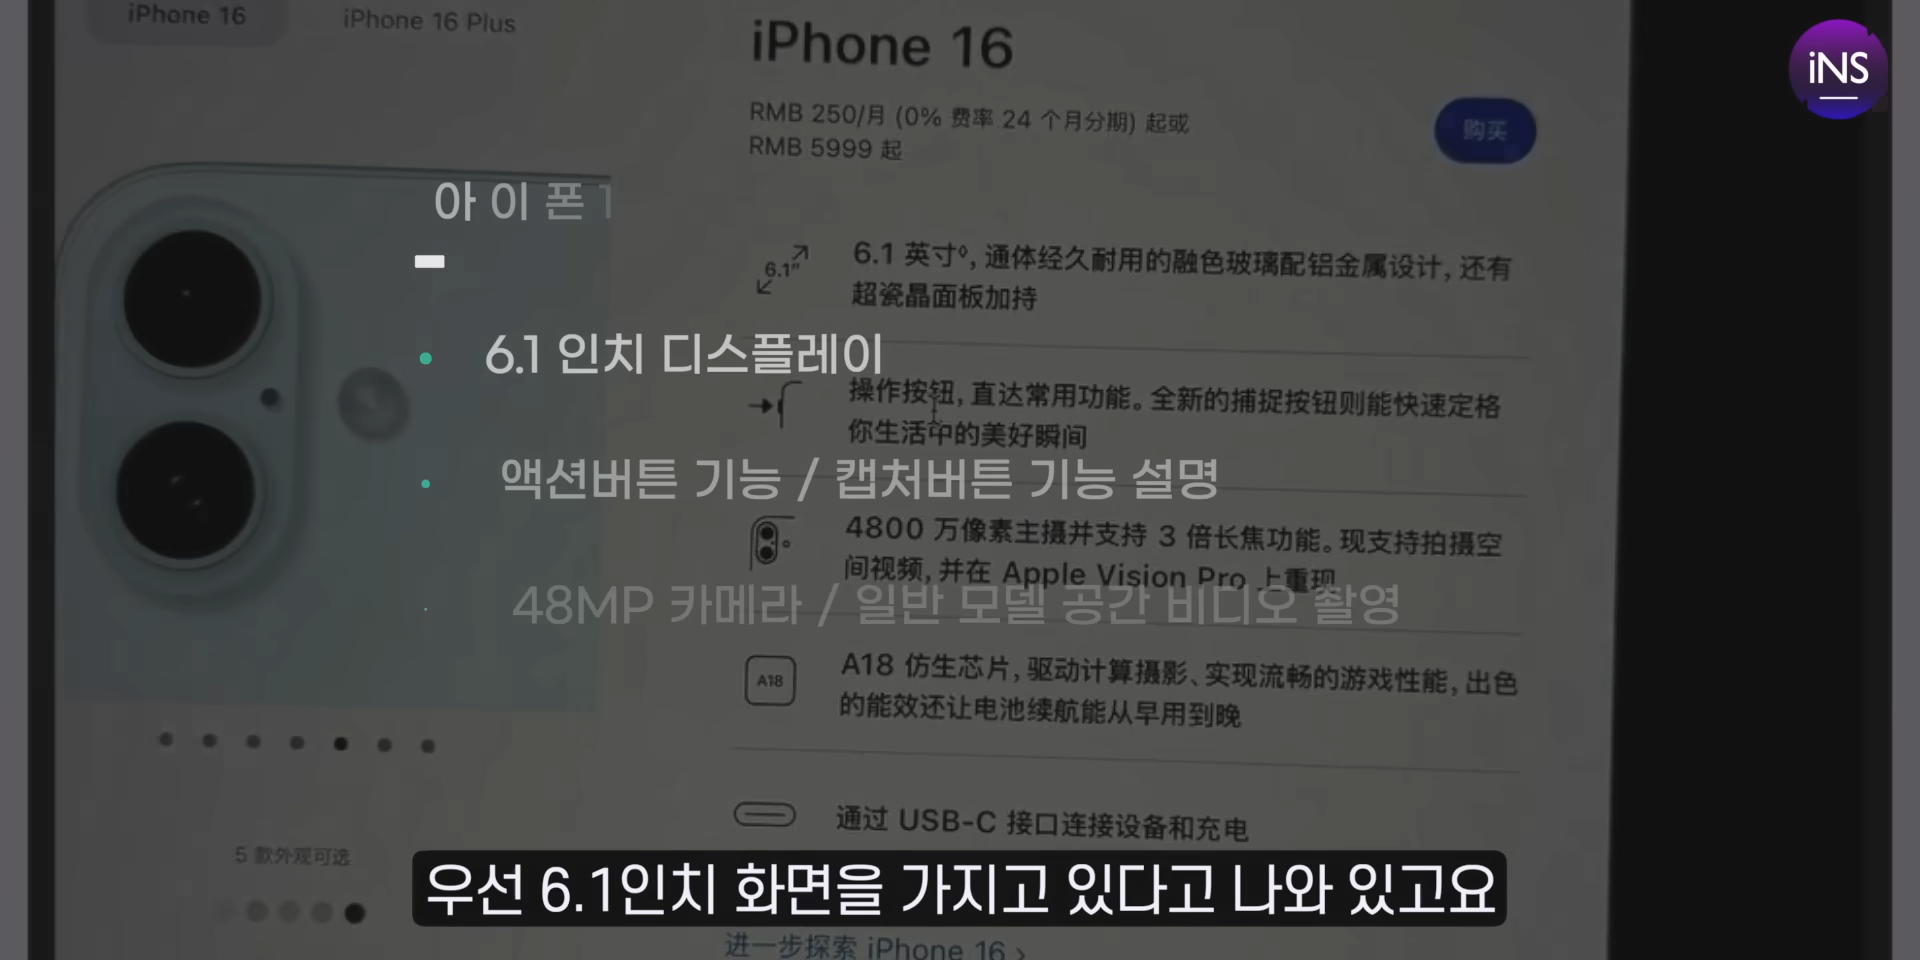 iPhone 16
iPhone 16 Plus
iPhone 16
iNS
RMB 250/月 (0% 费率 24 个月分期) 起或
RMB 5999 起
购买
아이폰 1
6.1"
6.1 英寸◊, 通体经久耐用的融色玻璃配铝金属设计, 还有
超瓷晶面板加持
6.1 인치 디스플레이
操作按钮, 直达常用功能。全新的捕捉按钮则能快速定格
你生活中的美好瞬间
액션버튼 기능 / 캡처버튼 기능 설명
4800 万像素主摄并支持 3 倍长焦功能。现支持拍摄空
间视频, 并在 Apple Vision Pro 上重现
48MP 카메라 / 일반 모델 공간 비디오 촬영
A18
A18 仿生芯片, 驱动计算摄影、实现流畅的游戏性能, 出色
的能效还让电池续航能从早用到晚
通过 USB-C 接口连接设备和充电
5 款外观可选
우선 6.1인치 화면을 가지고 있다고 나와 있고요
进一步探索 iPhone 16 >